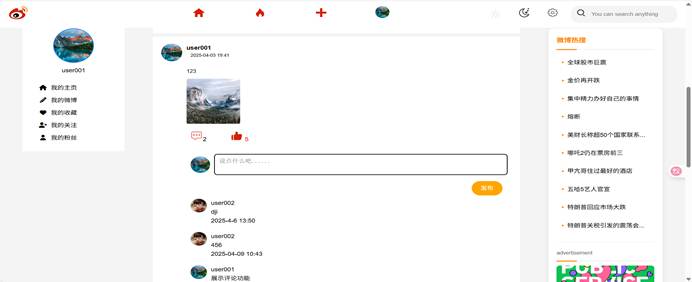 You can search anything
user001
我的主页
我的微博
我的收藏
我的关注
我的粉丝
user001
2025-04-03 19:41
123
2
5
说点什么吧......
发布
user002
dji
2025-4-6 13:50
user002
456
2025-04-09 10:43
user001
展示评论功能
微博热搜
全球股市巨震
金价再开跌
集中精力办好自己的事情
熔断
美财长称超50个国家联系...
哪吒2仍在票房前三
甲亢哥住过最好的酒店
五哈5艺人官宣
特朗普回应市场大跌
特朗普关税引发的震荡会...
advertisement
PUBLIC
SERVICE